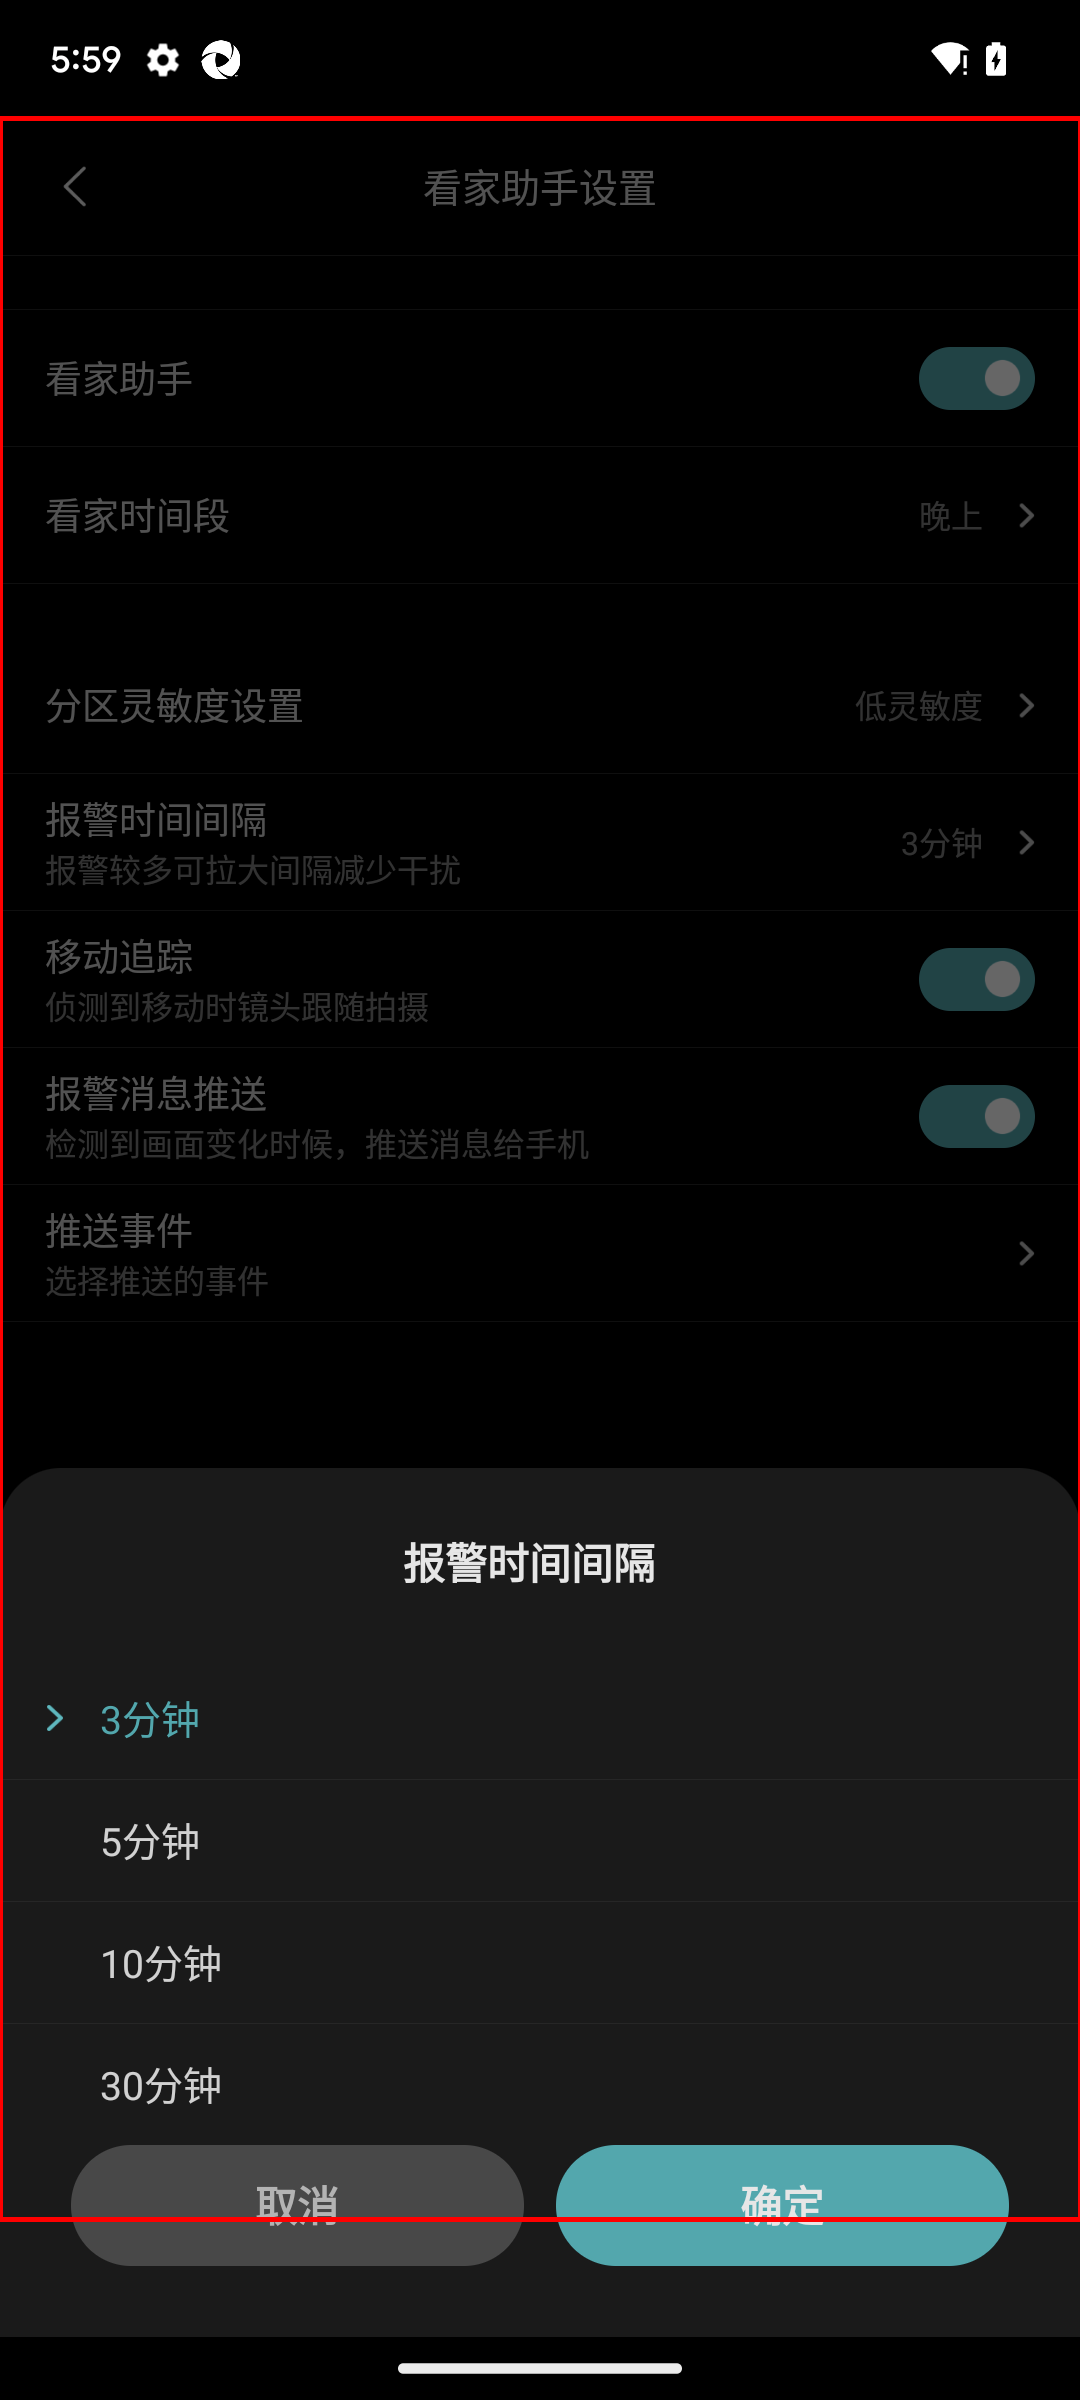 5:59
看家助手设置
看家助手
看家时间段
晚上
分区灵敏度设置
低灵敏度
报警时间间隔
报警较多可拉大间隔减少干扰
3分钟
移动追踪
侦测到移动时镜头跟随拍摄
报警消息推送
检测到画面变化时候，推送消息给手机
推送事件
选择推送的事件
报警时间间隔
3分钟
5分钟
10分钟
30分钟
取消
确定